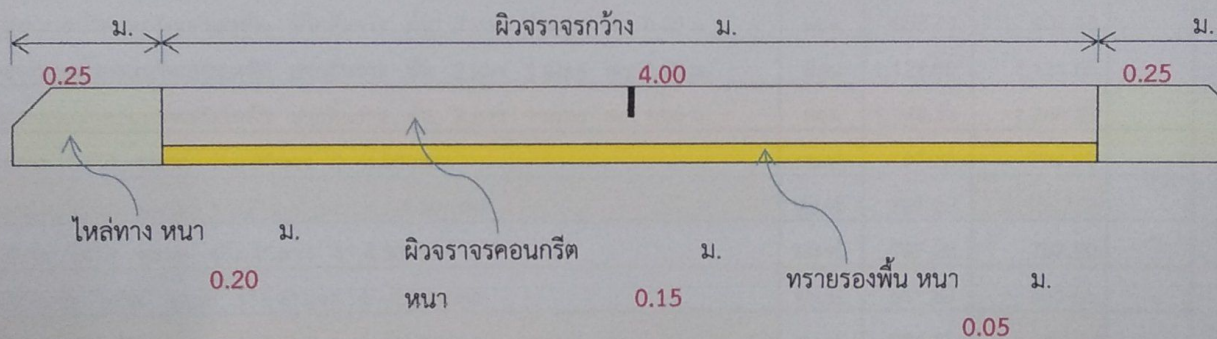 ม. ผิวจราจรกว้าง ม. ม.
0.25 4.00 0.25
ไหล่ทาง หนา ม.
0.20
ผิวจราจรคอนกรีต ม.
หนา 0.15
ทรายรองพื้น หนา ม.
0.05